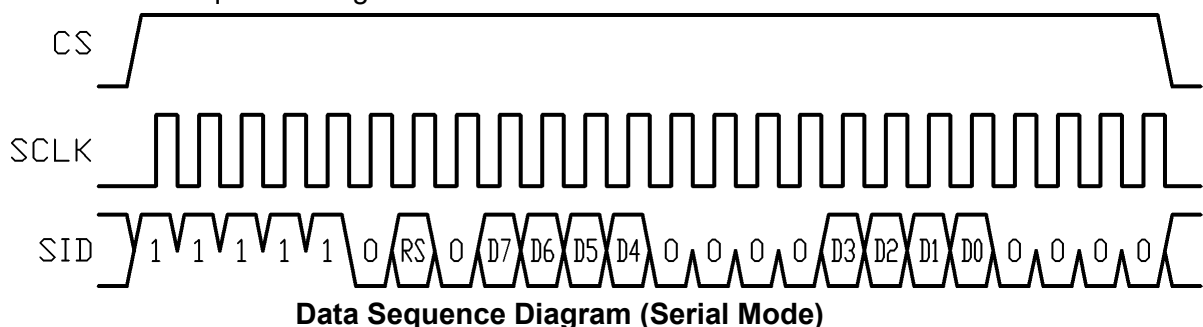 CS
SCLK
SID 1 1 1 1 1 0 RS 0 D7 D6 D5 D4 0 0 0 0 D3 D2 D1 D0 0 0 0 0
Data Sequence Diagram (Serial Mode)